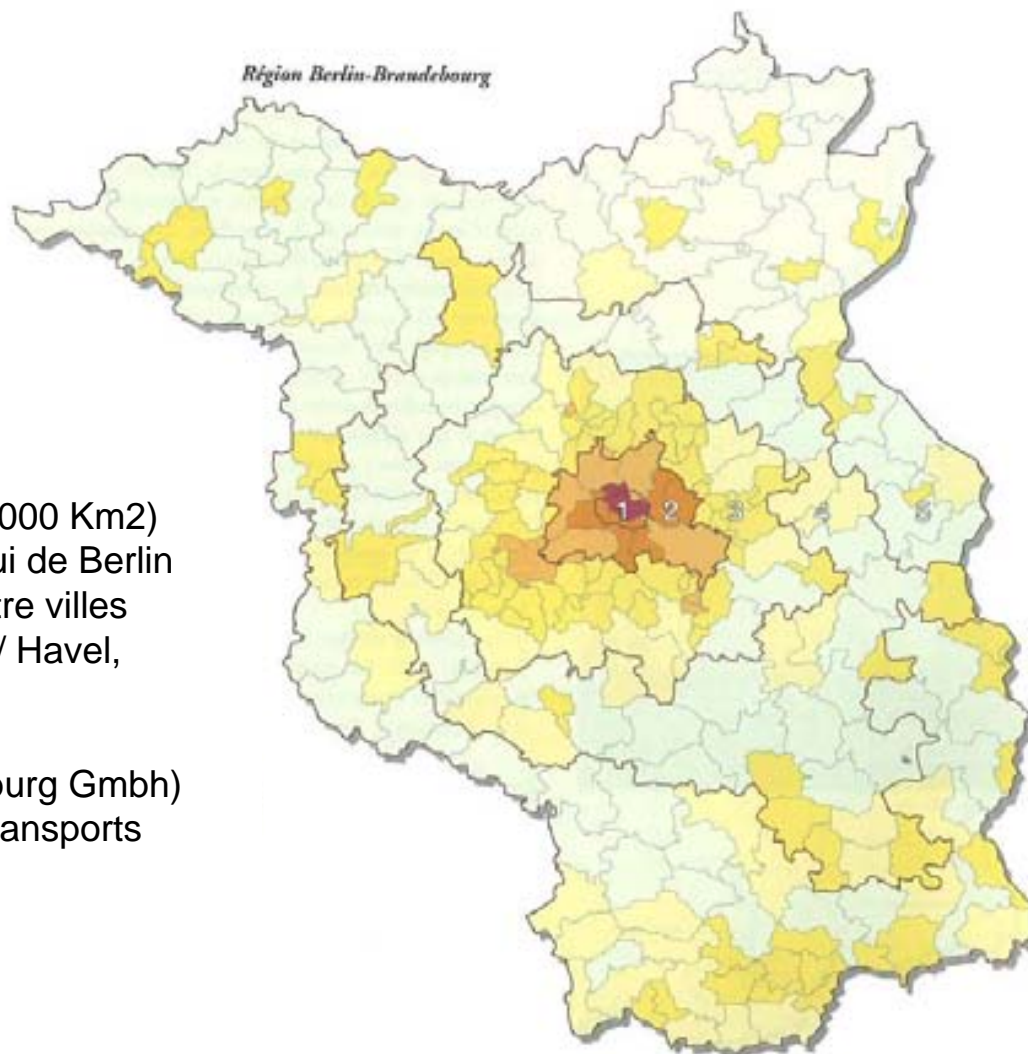 Région Berlin-Brandebourg
000 Km2)
ui de Berlin
tre villes
/ Havel,
ourg Gmbh)
ansports
1 2 3 4 5